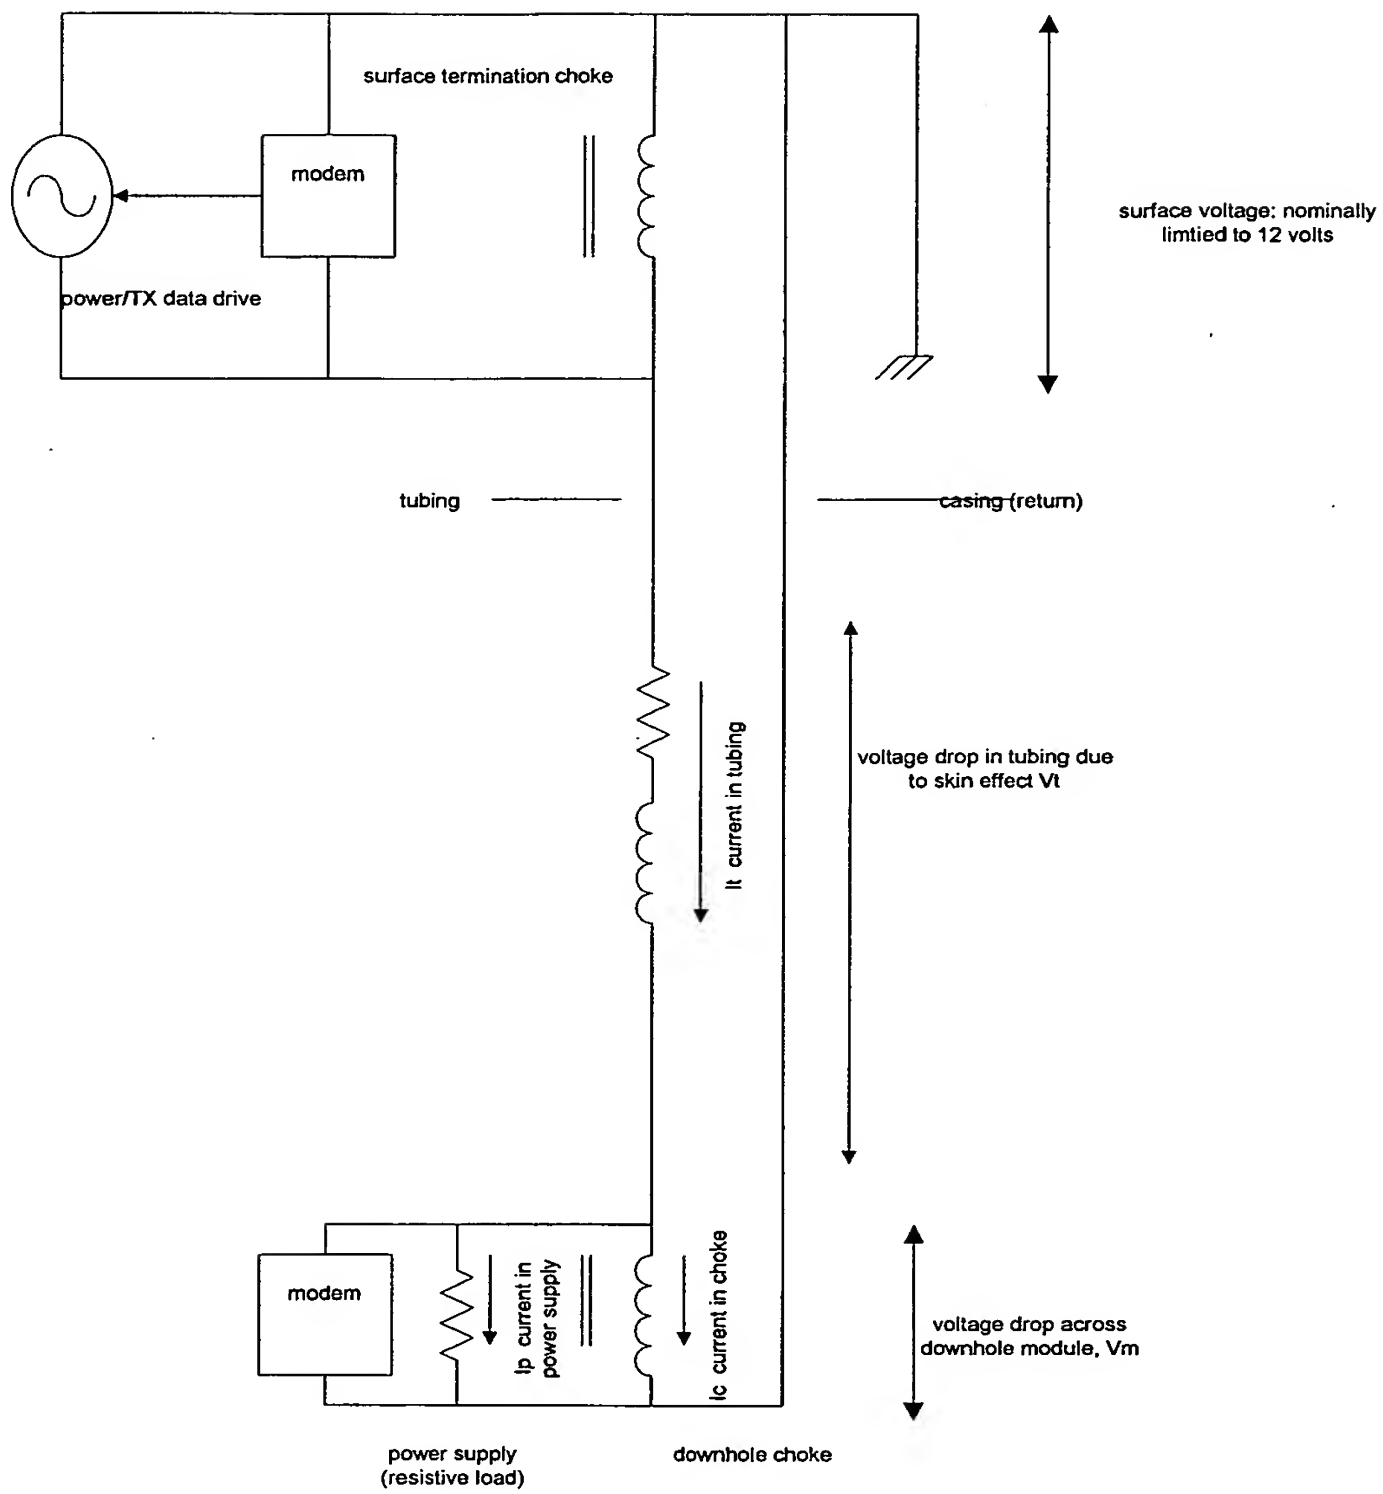 surface termination choke
modem
surface voltage: nominally
limtied to 12 volts
power/TX data drive
tubing
casing (return)
It current in tubing
voltage drop in tubing due
to skin effect Vt
modem
Ip current in
power supply
Ic current in choke
voltage drop across
downhole module, Vm
power supply
(resistive load)
downhole choke